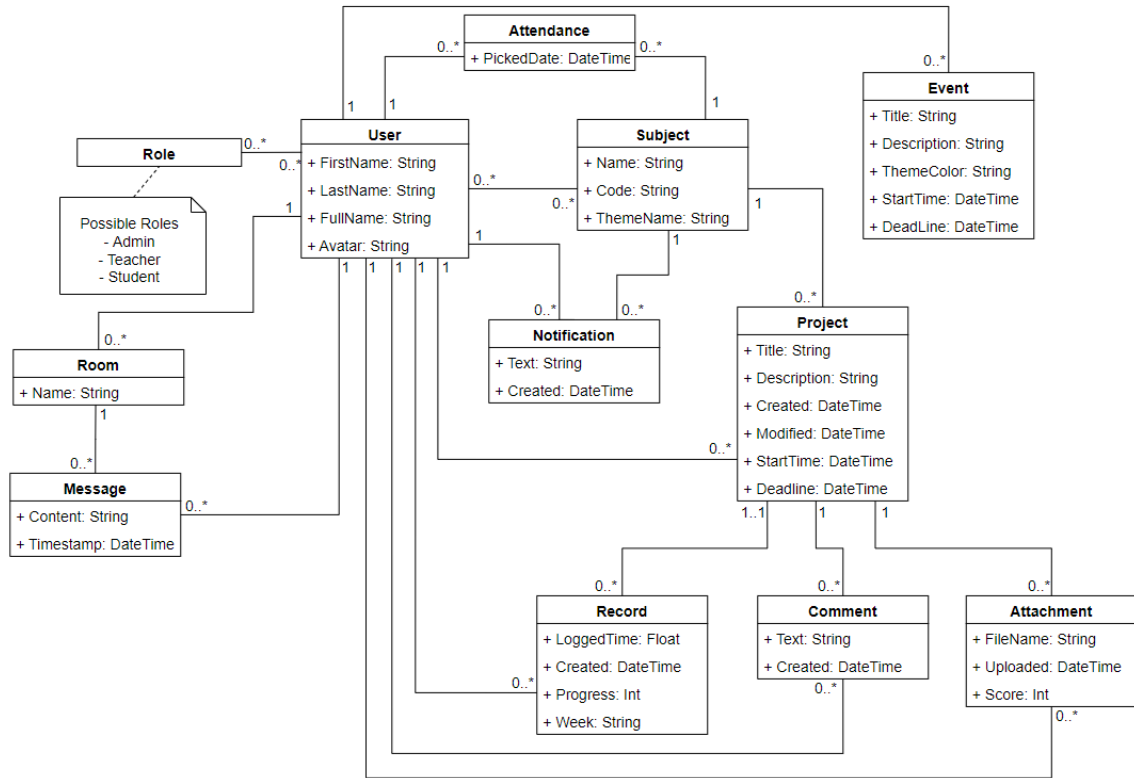 Attendance
+ PickedDate: DateTime
0..*
0..*
0..*
1
1
1
Event
+ Title: String
+ Description: String
+ ThemeColor: String
+ StartTime: DateTime
+ DeadLine: DateTime
Role
0..*
0..*
Possible Roles
- Admin
- Teacher
- Student
User
+ FirstName: String
+ LastName: String
+ FullName: String
+ Avatar: String
0..*
0..*
Subject
+ Name: String
+ Code: String
+ ThemeName: String
1
1
1
1
1
1
1
1
1
1
0..*
0..*
0..*
0..*
Notification
+ Text: String
+ Created: DateTime
Project
+ Title: String
+ Description: String
+ Created: DateTime
+ Modified: DateTime
+ StartTime: DateTime
+ Deadline: DateTime
Room
+ Name: String
1
0..*
0..*
Message
+ Content: String
+ Timestamp: DateTime
0..*
1..1
1
1
0..*
0..*
0..*
Record
+ LoggedTime: Float
+ Created: DateTime
+ Progress: Int
+ Week: String
0..*
Comment
+ Text: String
+ Created: DateTime
0..*
Attachment
+ FileName: String
+ Uploaded: DateTime
+ Score: Int
0..*